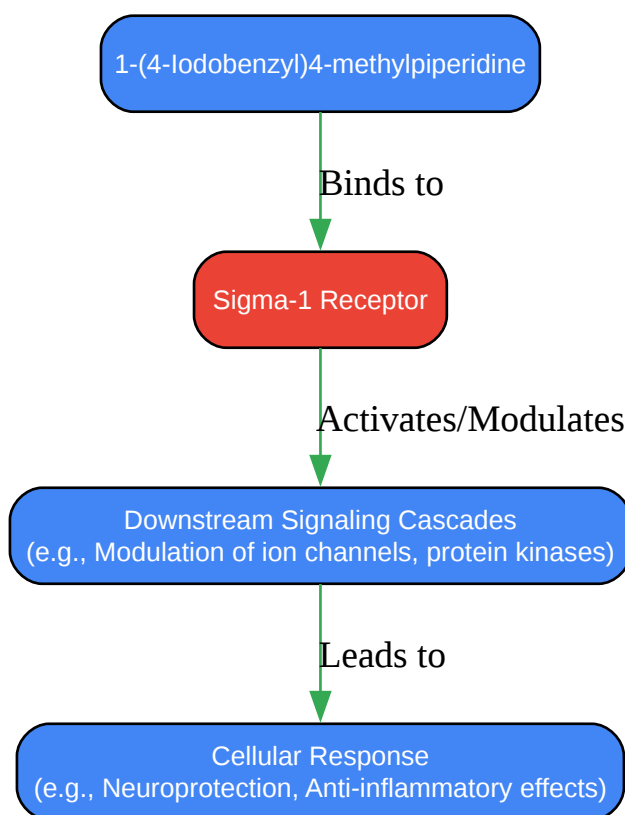 1-(4-Iodobenzyl)4-methylpiperidine
Binds to
Sigma-1 Receptor
Activates/Modulates
Downstream Signaling Cascades
(e.g., Modulation of ion channels, protein kinases)
Leads to
Cellular Response
(e.g., Neuroprotection, Anti-inflammatory effects)